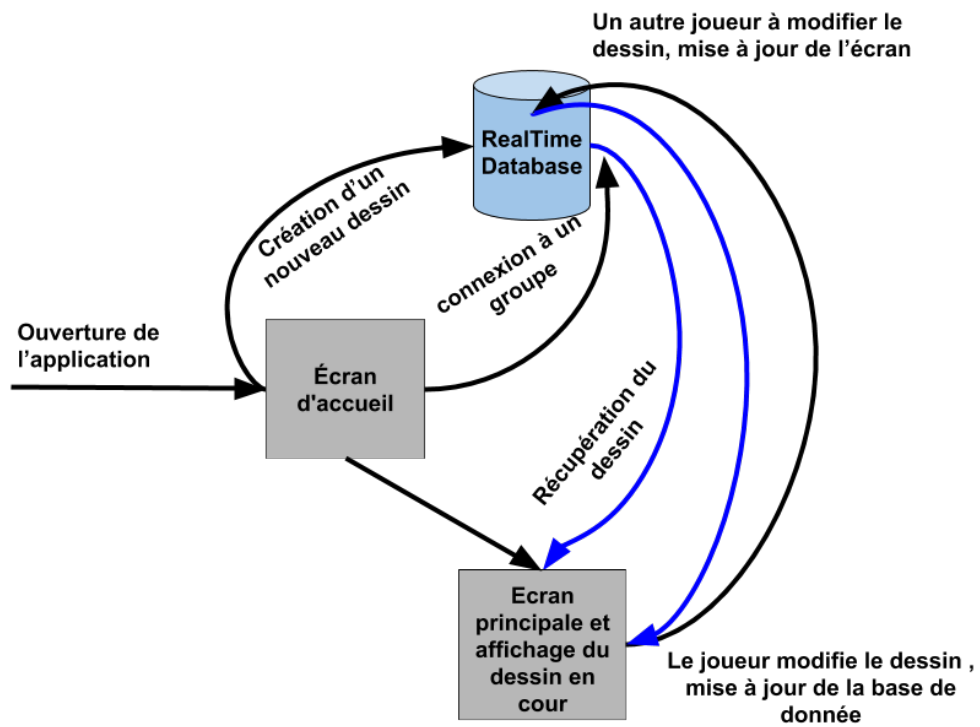 Un autre joueur à modifier le
dessin, mise à jour de l'écran
RealTime
Database
Création d'un
nouveau dessin
connexion à un
groupe
Ouverture de
l'application
Écran
d'accueil
Récupération du
dessin
Ecran
principale et
affichage du
dessin en
cour
Le joueur modifie le dessin ,
mise à jour de la base de
donnée